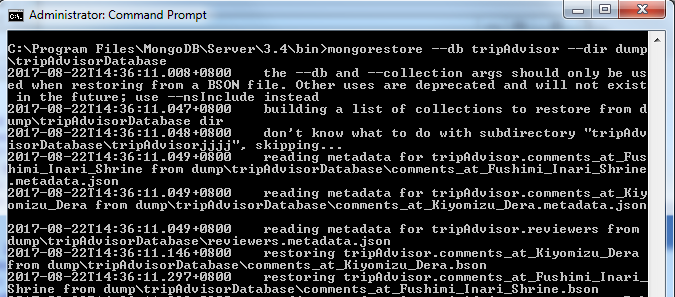 Administrator: Command Prompt
C:\Program Files\MongoDB\Server\3.4\bin>mongorestore --db tripAdvisor --dir dump
\tripAdvisorDatabase
2017-08-22T14:36:11.008+0800    the --db and --collection args should only be us
ed when restoring from a BSON file. Other uses are deprecated and will not exist
 in the future; use --nsInclude instead
2017-08-22T14:36:11.047+0800    building a list of collections to restore from d
ump\tripAdvisorDatabase dir
2017-08-22T14:36:11.048+0800    don't know what to do with subdirectory "tripAdv
isorDatabase\tripAdvisorjjjj", skipping...
2017-08-22T14:36:11.049+0800    reading metadata for tripAdvisor.comments_at_Fus
himi_Inari_Shrine from dump\tripAdvisorDatabase\comments_at_Fushimi_Inari_Shrine
.metadata.json
2017-08-22T14:36:11.049+0800    reading metadata for tripAdvisor.comments_at_Kiy
omizu_Dera from dump\tripAdvisorDatabase\comments_at_Kiyomizu_Dera.metadata.json
2017-08-22T14:36:11.049+0800    reading metadata for tripAdvisor.reviewers from
dump\tripAdvisorDatabase\reviewers.metadata.json
2017-08-22T14:36:11.146+0800    restoring tripAdvisor.comments_at_Kiyomizu_Dera
from dump\tripAdvisorDatabase\comments_at_Kiyomizu_Dera.bson
2017-08-22T14:36:11.297+0800    restoring tripAdvisor.comments_at_Fushimi_Inari_
Shrine from dump\tripAdvisorDatabase\comments_at_Fushimi_Inari_Shrine.bson